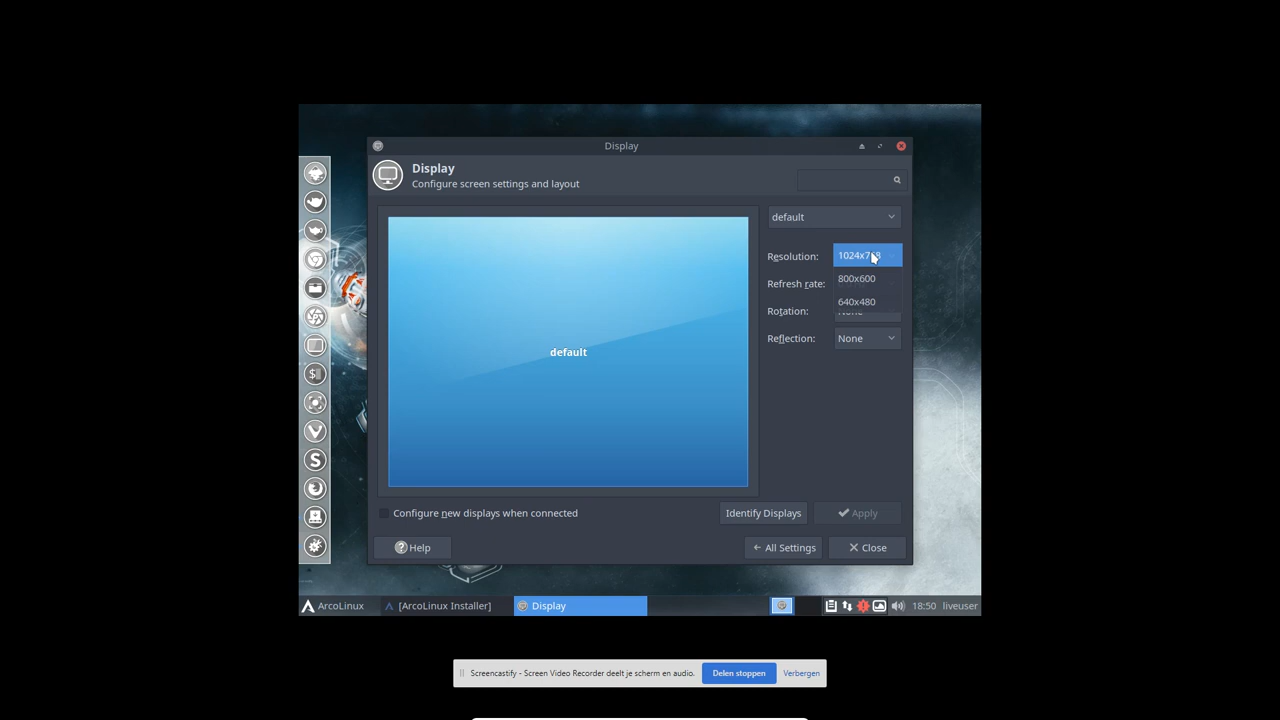 Display
Display
Configure screen settings and layout
default
Resolution:
1024x768
800x600
Refresh rate:
640x480
Rotation:
None
Reflection:
None
default
Configure new displays when connected
Identify Displays
Apply
Help
All Settings
Close
ArcoLinux
[ArcoLinux Installer]
Display
18:50
liveuser
Screencastify - Screen Video Recorder deelt je scherm en audio.
Delen stoppen
Verbergen